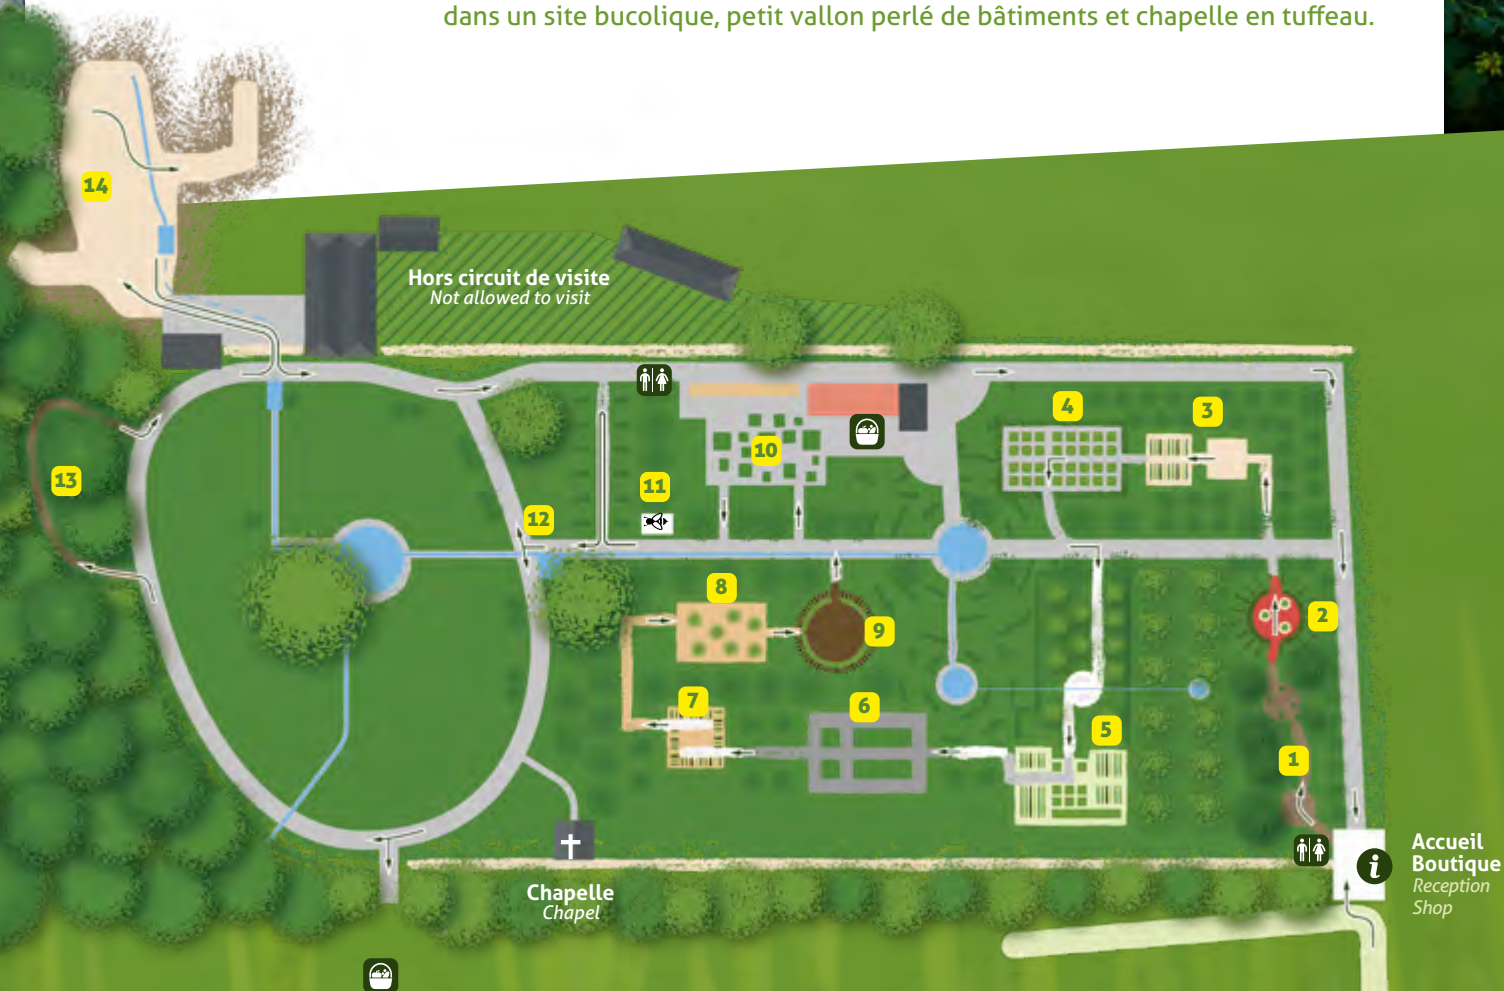 dans un site bucolique, petit vallon perlé de bâtiments et chapelle en tuffeau.
14
Hors circuit de visite
Not allowed to visit
4
3
10
11
13
12
8
2
9
7
6
5
1
Accueil
Boutique
Reception
Shop
i
Chapelle
Chapel